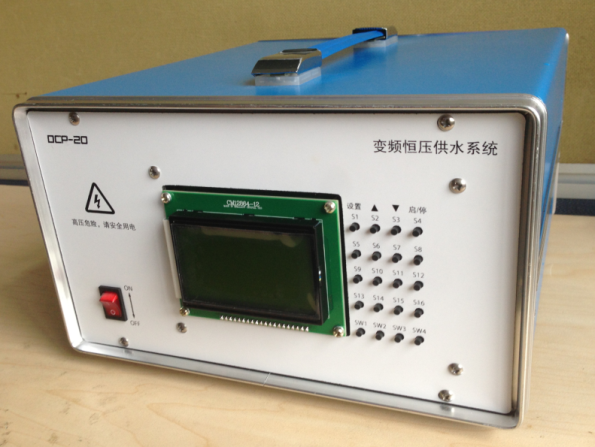 DCP-20
变频恒压供水系统
高压危险，请安全用电
CM12864-12
设置 ▲ ▼ 启/停
S1 S2 S3 S4
S5 S6 S7 S8
S9 S10 S11 S12
S13 S14 S15 S16
SW1 SW2 SW3 SW4
ON
OFF